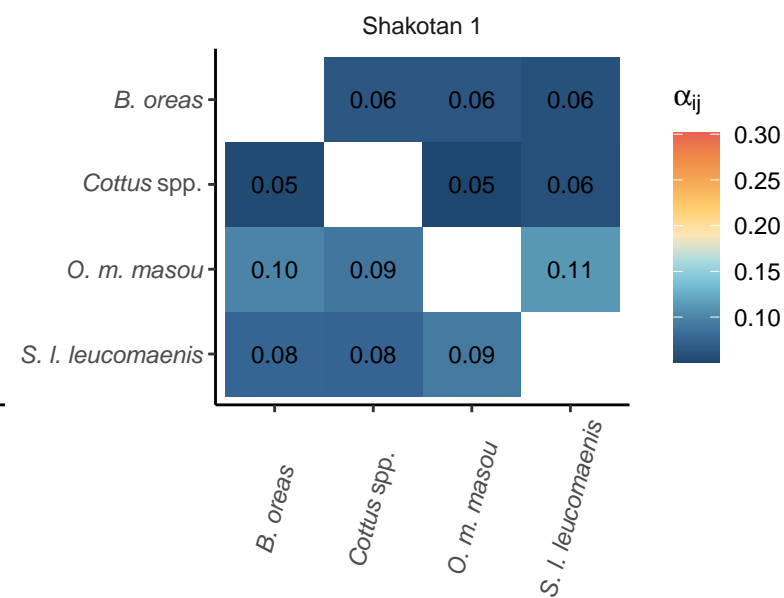 Shakotan 1
B. oreas 0.06 0.06 0.06
Cottus spp. 0.05 0.05 0.06
O. m. masou 0.10 0.09 0.11
S. l. leucomaenis 0.08 0.08 0.09
B. oreas
Cottus spp.
O. m. masou
S. l. leucomaenis
αij
0.30
0.25
0.20
0.15
0.10